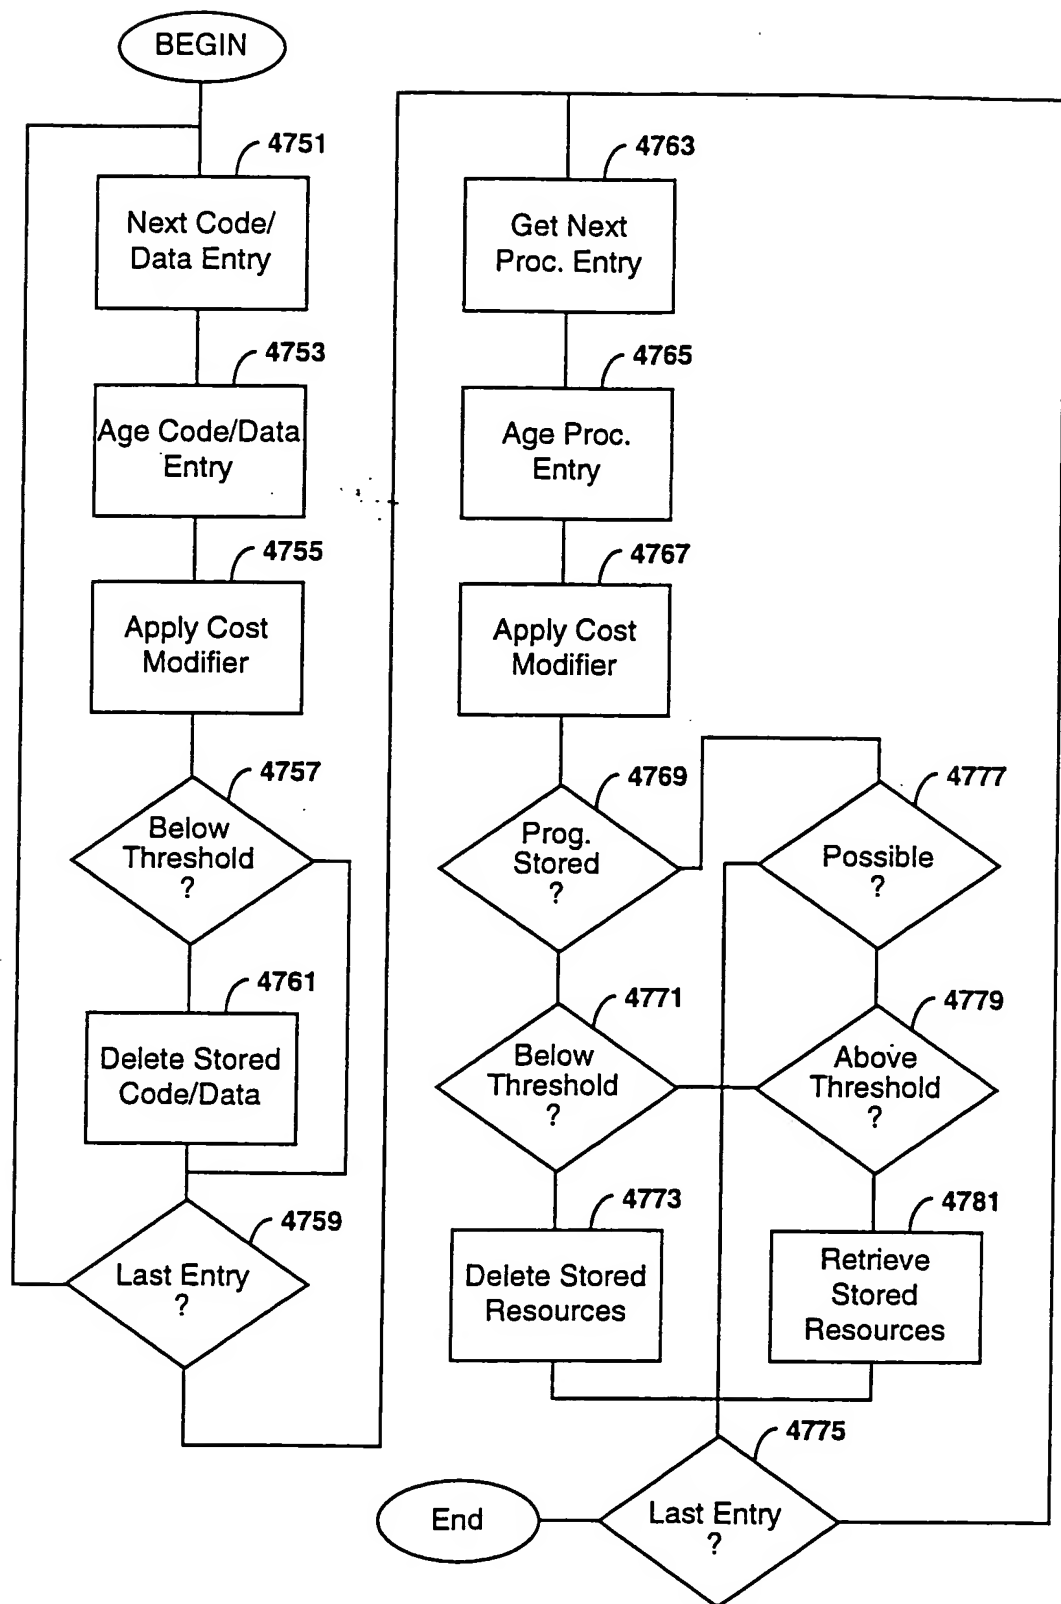 BEGIN
4751
Next Code/
Data Entry
4753
Age Code/Data
Entry
4755
Apply Cost
Modifier
4757
Below
Threshold
?
4761
Delete Stored
Code/Data
4759
Last Entry
?
4763
Get Next
Proc. Entry
4765
Age Proc.
Entry
4767
Apply Cost
Modifier
4769
Prog.
Stored
?
4771
Below
Threshold
?
4773
Delete Stored
Resources
4777
Possible
?
4779
Above
Threshold
?
4781
Retrieve
Stored
Resources
4775
Last Entry
?
End